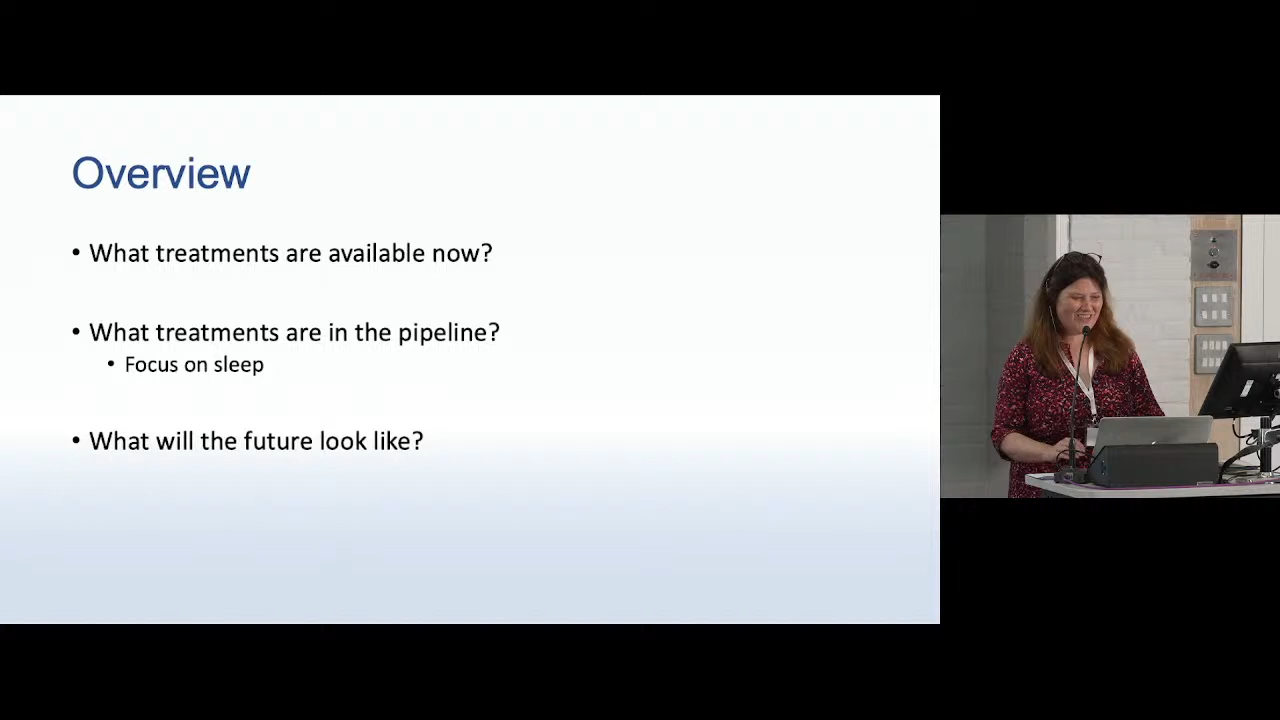 Overview
• What treatments are available now?
• What treatments are in the pipeline?
• Focus on sleep
• What will the future look like?